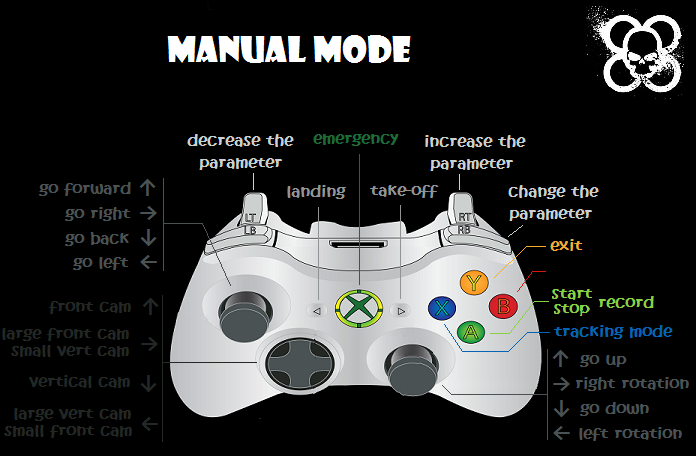 MANUAL MODE
decrease the
parameter
emergency
increase the
parameter
landing
take-off
change the
parameter
go forward ↑
go right →
go back ↓
go left ←
LT
LB
RT
RB
exit
Y
B
X
A
start
stop record
tracking mode
front cam ↑
large front cam
small vert cam →
vertical cam ↓
large vert cam
small front cam ←
↑ go up
→ right rotation
↓ go down
← left rotation